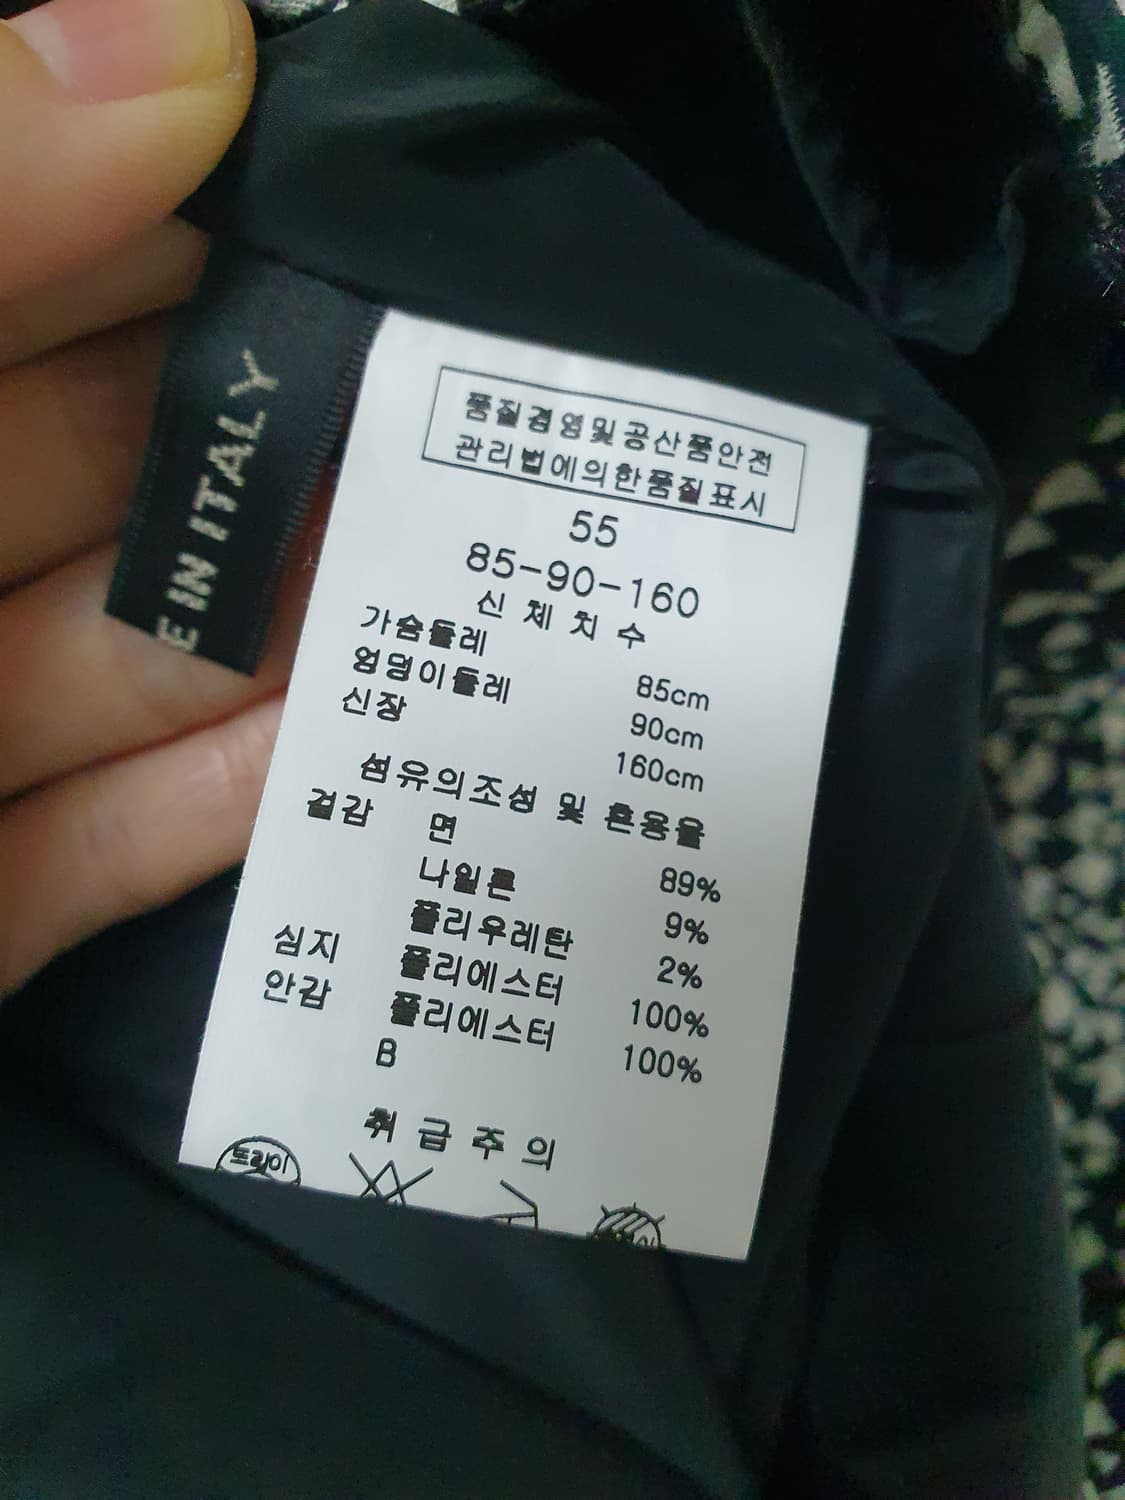 E IN ITALY
품질경영및공산품안전
관리법에의한품질표시
55
85-90-160
신 체 치 수
가슴둘레 85cm
엉덩이둘레 90cm
신장 160cm
섬유의조성 및 혼용율
겉감 면 89%
나일론 9%
폴리우레탄 2%
심지 폴리에스터 100%
안감 폴리에스터 100%
B
취 급 주 의
드라이